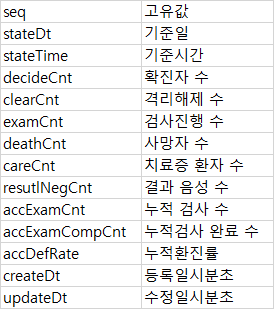 seq 고유값
stateDt 기준일
stateTime 기준시간
decideCnt 확진자 수
clearCnt 격리해제 수
examCnt 검사진행 수
deathCnt 사망자 수
careCnt 치료증 환자 수
resutlNegCnt 결과 음성 수
accExamCnt 누적 검사 수
accExamCompCnt 누적검사 완료 수
accDefRate 누적환진률
createDt 등록일시분초
updateDt 수정일시분초